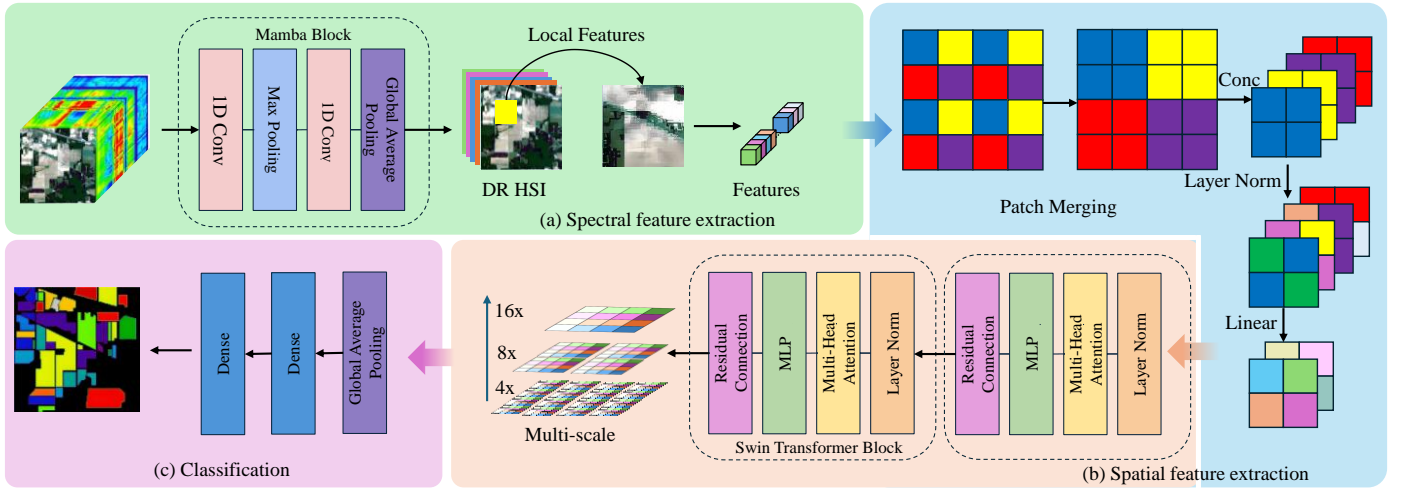 Mamba Block
1D Conv
Max Pooling
1D Conv
Global Average
Pooling
Local Features
DR HSI
Features
(a) Spectral feature extraction
Conc
Layer Norm
Patch Merging
Linear
(b) Spatial feature extraction
Layer Norm
Multi-Head
Attention
MLP
Residual
Connection
Layer Norm
Multi-Head
Attention
MLP
Residual
Connection
Swin Transformer Block
16x
8x
4x
Multi-scale
Global Average
Pooling
Dense
Dense
(c) Classification